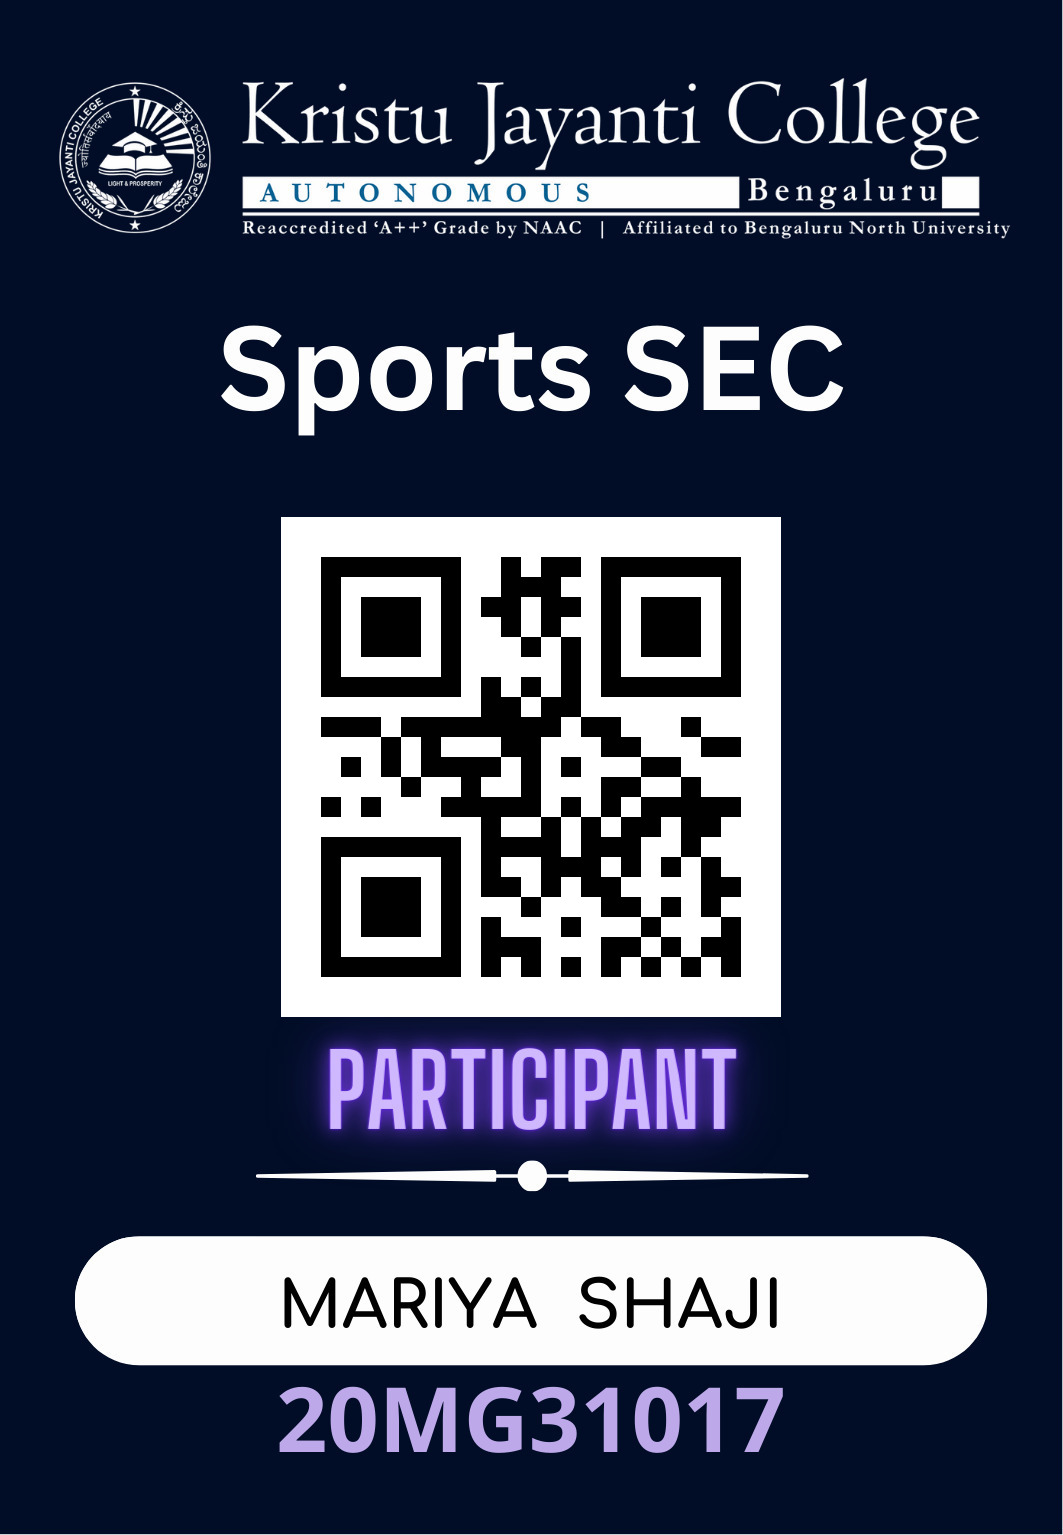 KRISTU JAYANTI COLLEGE
ज्योतिसंवादध्याय
LIGHT & PROSPERITY
Kristu Jayanti College
AUTONOMOUS Bengaluru
Reaccredited ‘A++’ Grade by NAAC | Affiliated to Bengaluru North University
Sports SEC
PARTICIPANT
MARIYA SHAJI
20MG31017